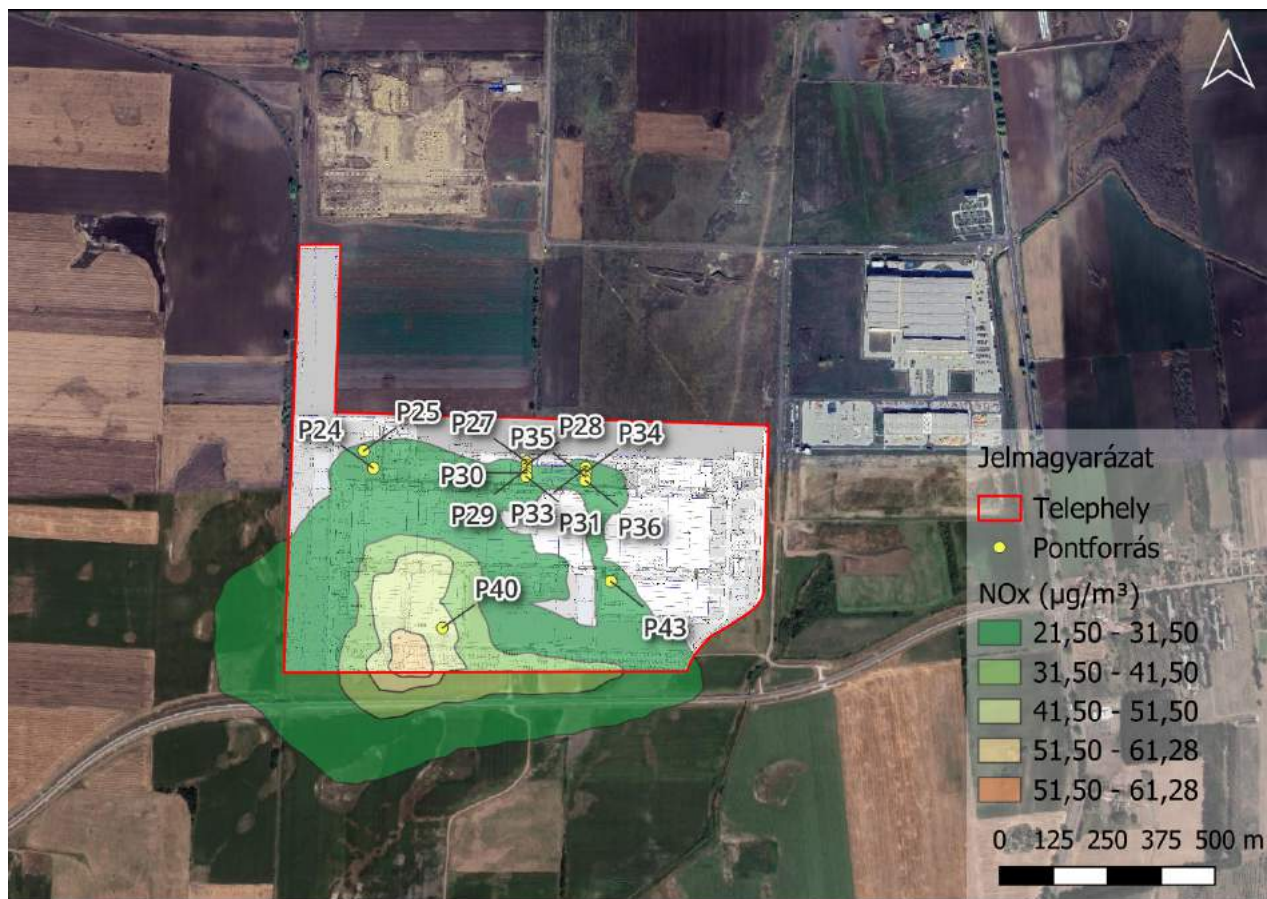 P25
P27
P28
P34
P24
P35
P30
P29
P33
P31
P36
P40
P43
Jelmagyarázat
Telephely
Pontforrás
NOx (µg/m³)
21,50 - 31,50
31,50 - 41,50
41,50 - 51,50
51,50 - 61,28
51,50 - 61,28
0 125 250 375 500 m